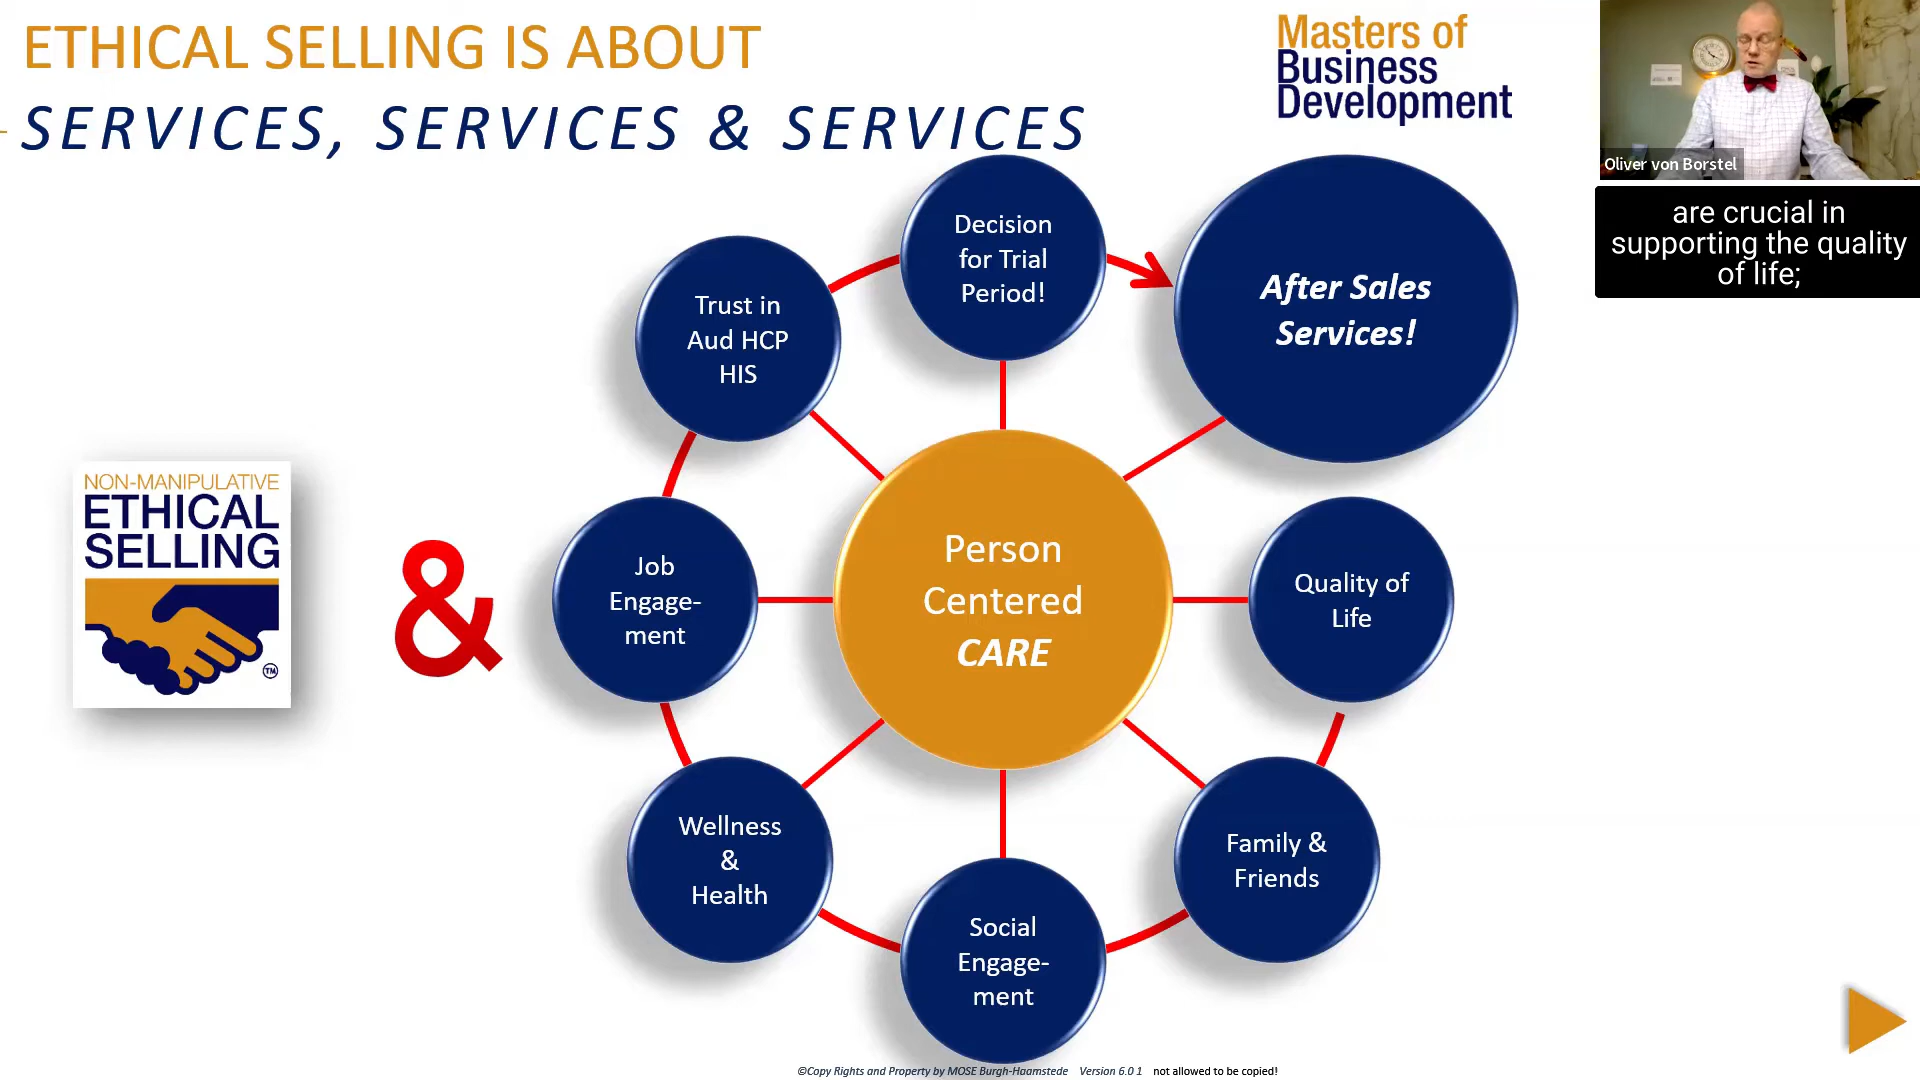 ETHICAL SELLING IS ABOUT
SERVICES, SERVICES & SERVICES
Masters of
Business
Development
Oliver von Borstel
are crucial in
supporting the quality
of life;
Decision
for Trial
Period!
After Sales
Services!
Trust in
Aud HCP
HIS
NON-MANIPULATIVE
ETHICAL
SELLING
TM
&
Job
Engage-
ment
Person
Centered
CARE
Quality of
Life
Wellness
&
Health
Family &
Friends
Social
Engage-
ment
©Copy Rights and Property by MOSE Burgh-Haamstede Version 6.0 1 not allowed to be copied!